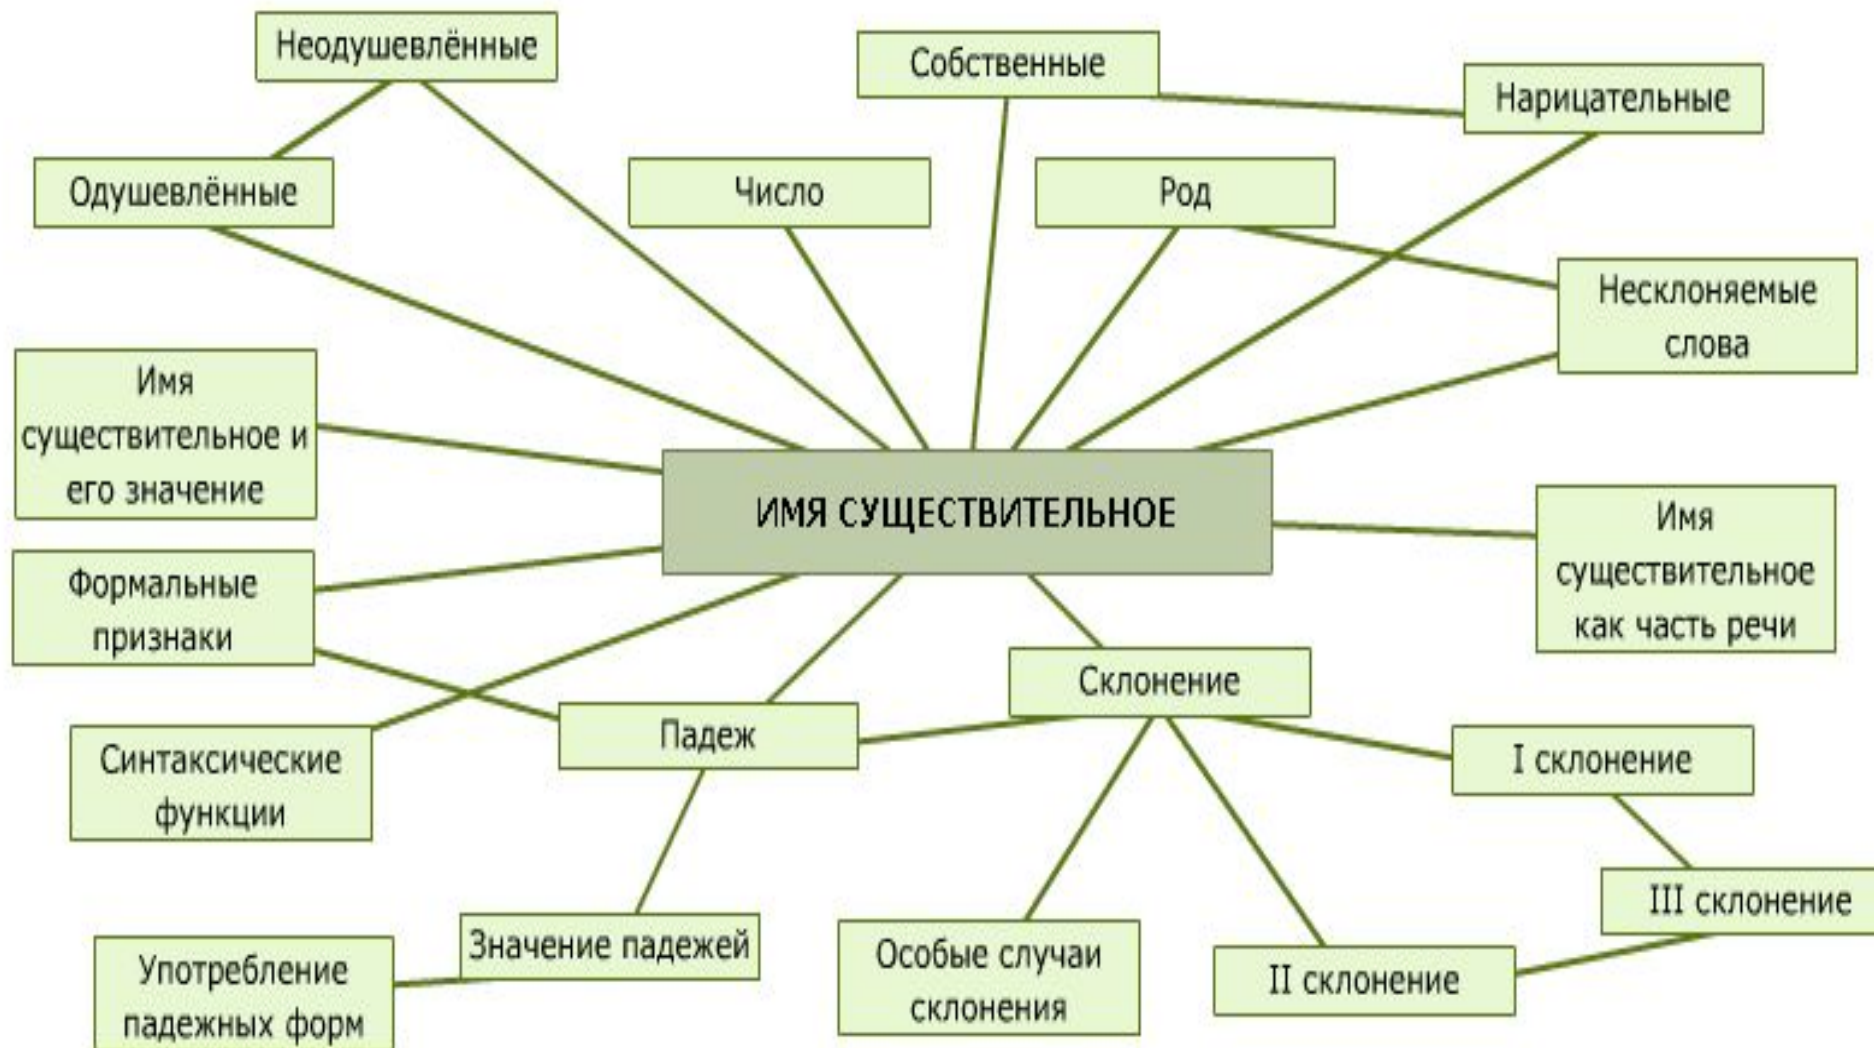 Неодушевлённые
Собственные
Нарицательные
Одушевлённые
Число
Род
Несклоняемые
слова
Имя
существительное и
его значение
ИМЯ СУЩЕСТВИТЕЛЬНОЕ
Имя
существительное
как часть речи
Формальные
признаки
Склонение
Падеж
Синтаксические
функции
I склонение
III склонение
Значение падежей
Особые случаи
склонения
II склонение
Употребление
падежных форм